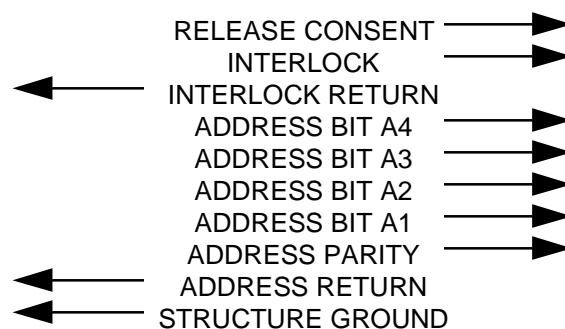 RELEASE CONSENT
INTERLOCK
INTERLOCK RETURN
ADDRESS BIT A4
ADDRESS BIT A3
ADDRESS BIT A2
ADDRESS BIT A1
ADDRESS PARITY
ADDRESS RETURN
STRUCTURE GROUND